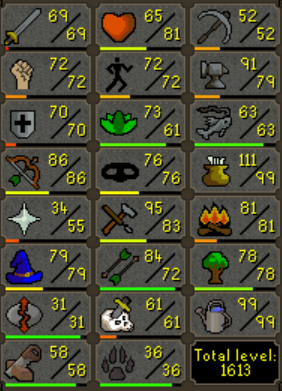 69/69 65/81 52/52
72/72 72/72 91/79
70/70 73/61 63/63
86/86 76/76 111/99
34/55 95/83 81/81
79/79 84/72 78/78
31/31 61/61 99/99
58/58 36/36 Total level:
1613